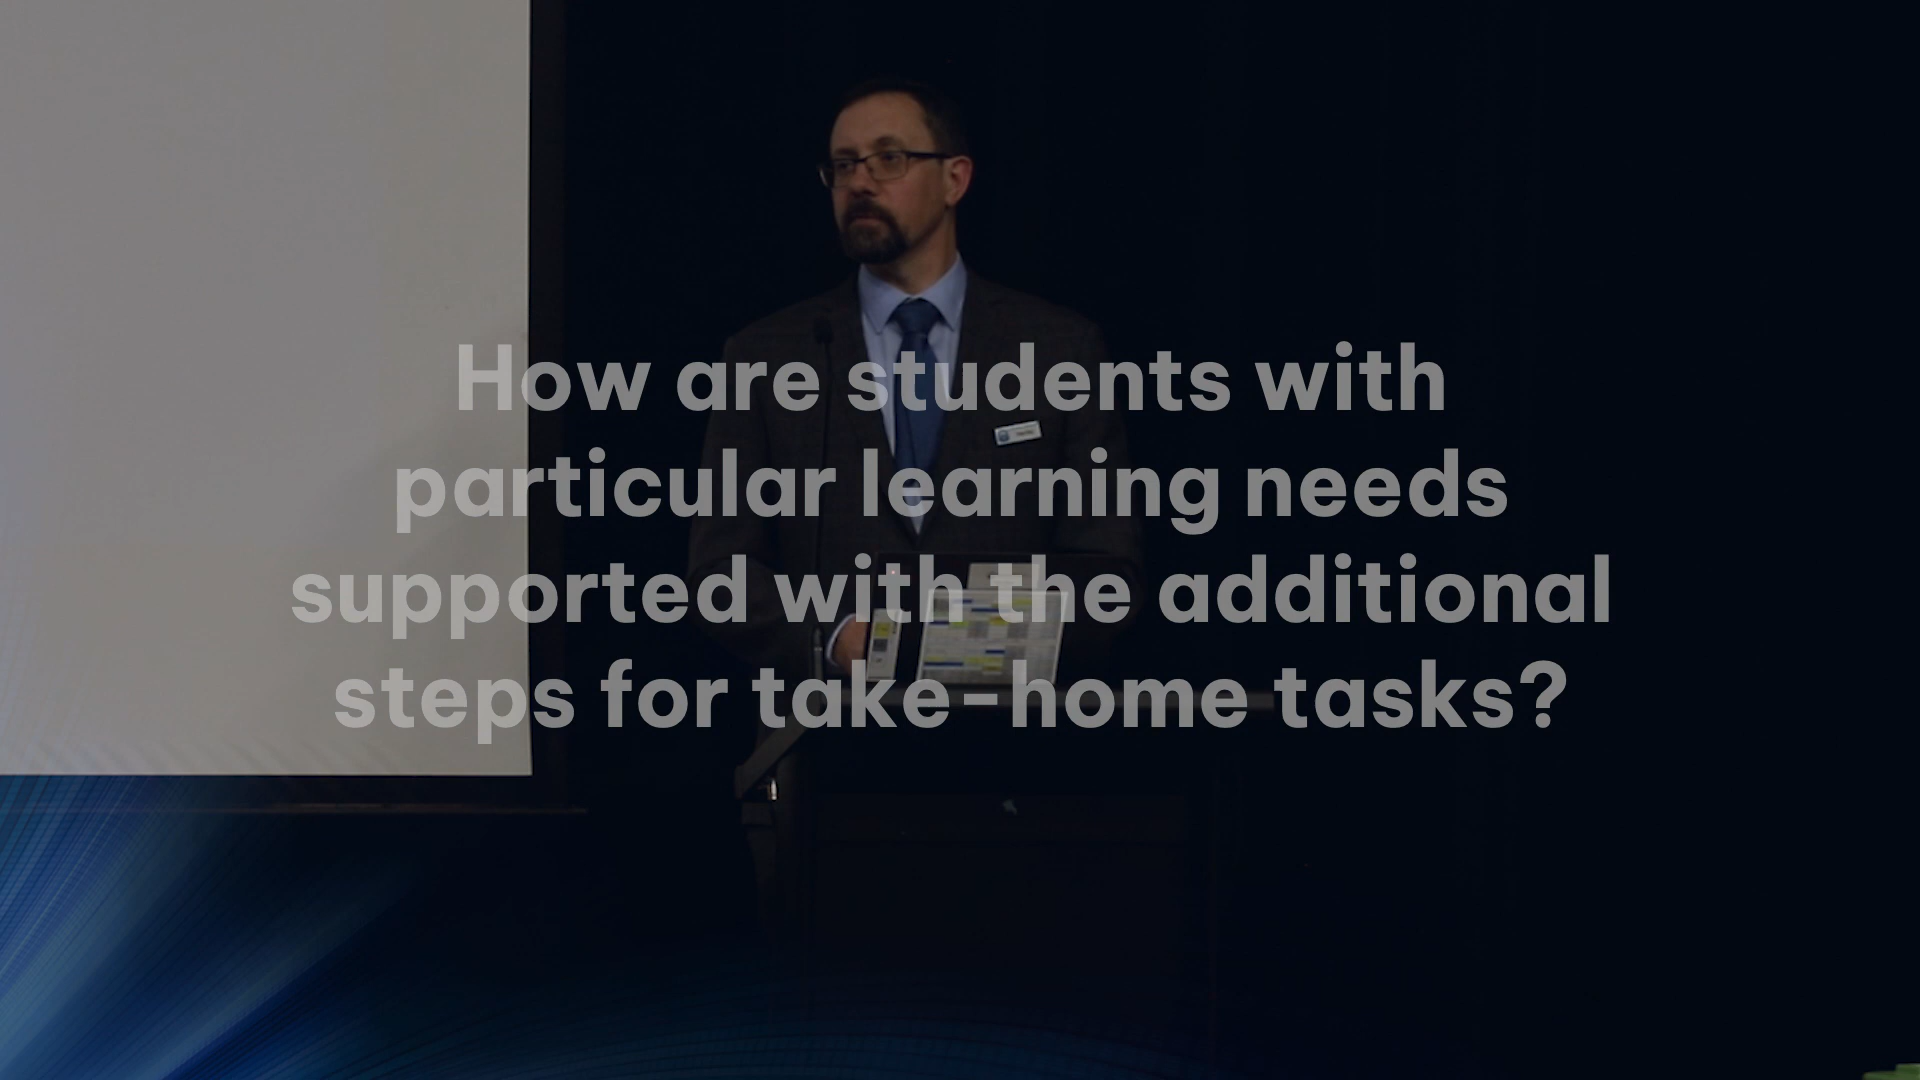 How are students with
particular learning needs
supported with the additional
steps for take-home tasks?